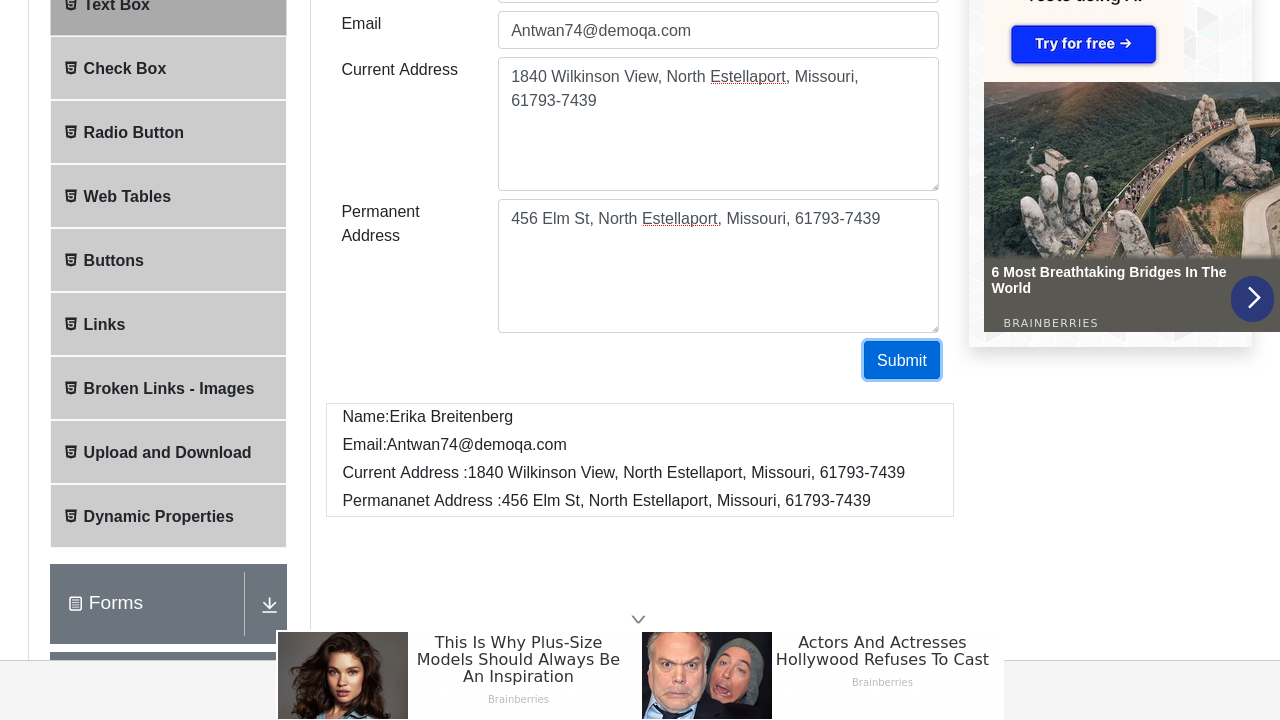 Text Box
Check Box
Radio Button
Web Tables
Buttons
Links
Broken Links - Images
Upload and Download
Dynamic Properties
Forms
Email
Antwan74@demoqa.com
Current Address
1840 Wilkinson View, North Estellaport, Missouri,
61793-7439
Permanent
Address
456 Elm St, North Estellaport, Missouri, 61793-7439
Submit
Name:Erika Breitenberg
Email:Antwan74@demoqa.com
Current Address :1840 Wilkinson View, North Estellaport, Missouri, 61793-7439
Permananet Address :456 Elm St, North Estellaport, Missouri, 61793-7439
Try for free →
6 Most Breathtaking Bridges In The
World
BRAINBERRIES
This Is Why Plus-Size
Models Should Always Be
An Inspiration
Brainberries
Actors And Actresses
Hollywood Refuses To Cast
Brainberries